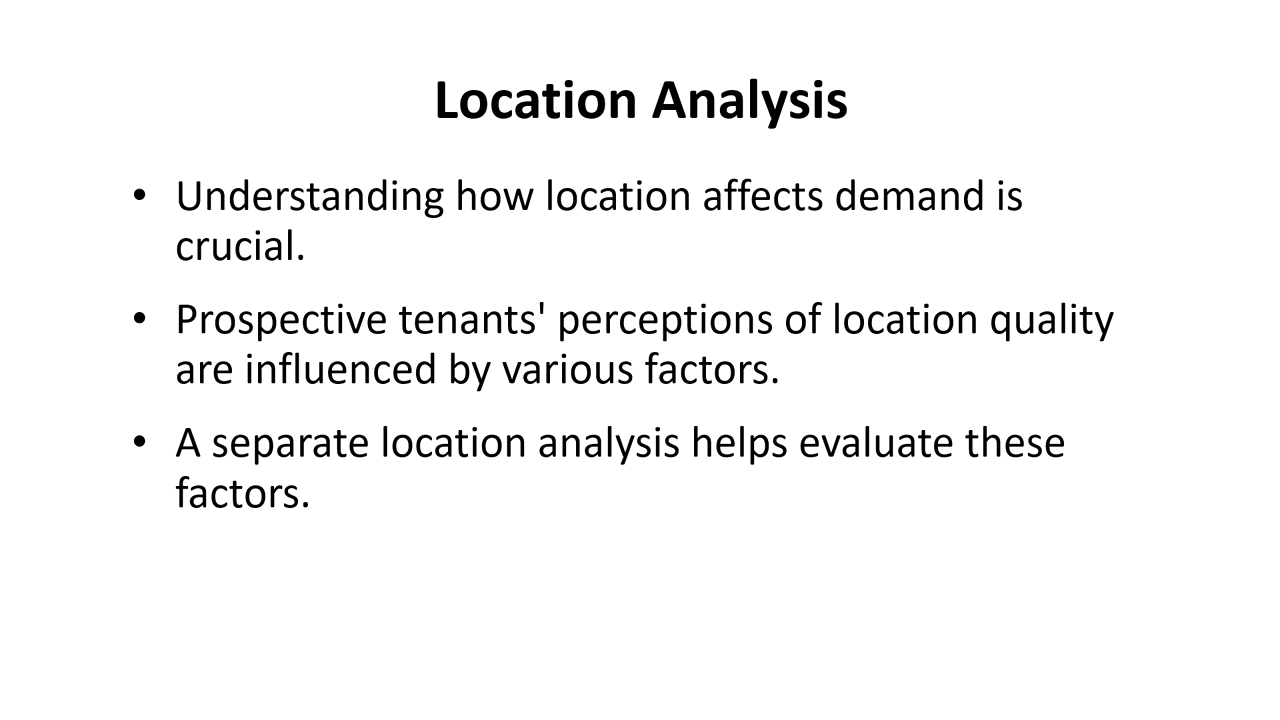 Location Analysis
• Understanding how location affects demand is
crucial.
• Prospective tenants' perceptions of location quality
are influenced by various factors.
• A separate location analysis helps evaluate these
factors.